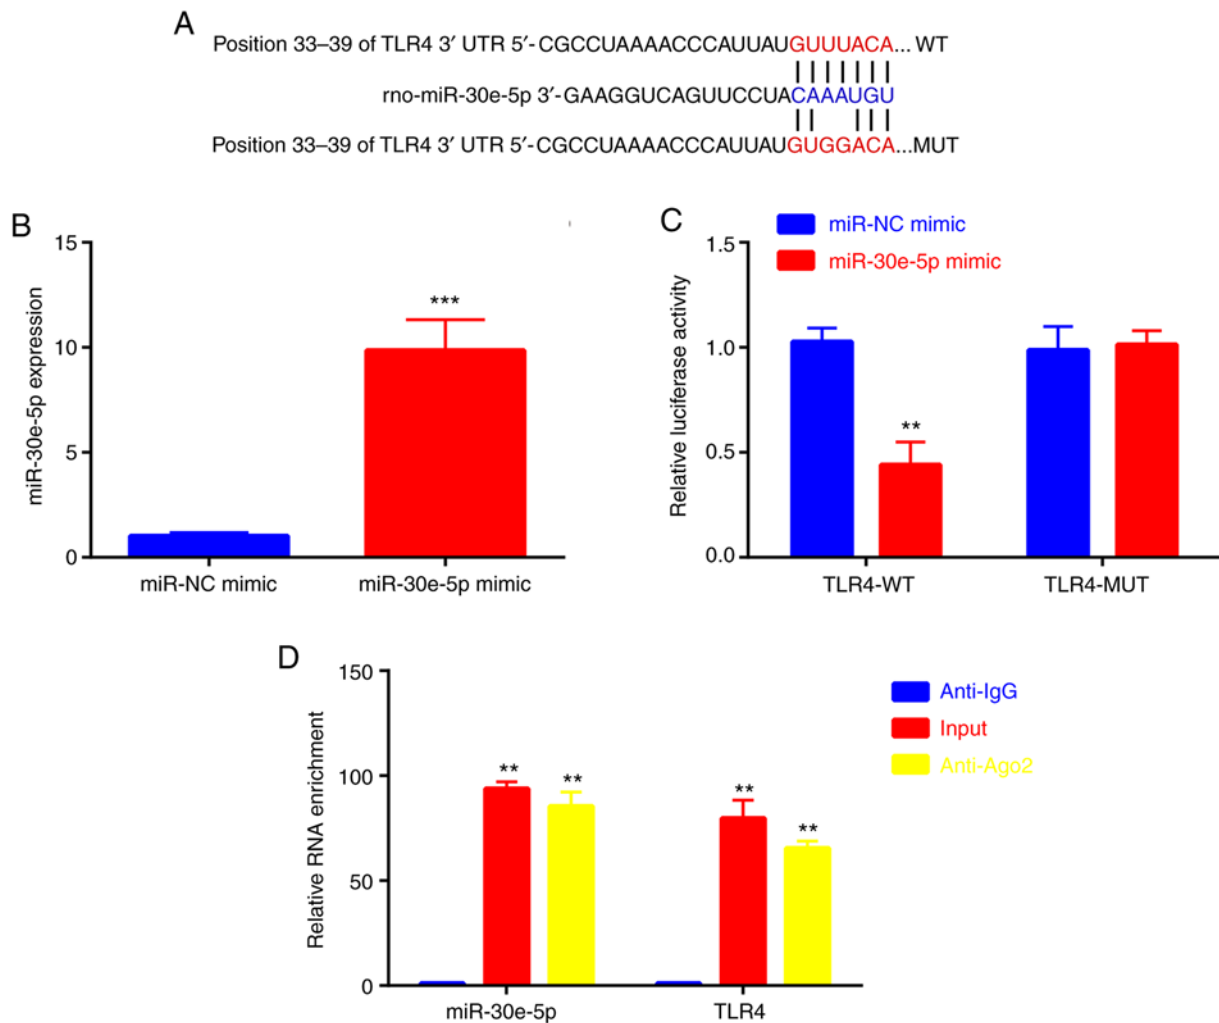 A
Position 33–39 of TLR4 3′ UTR 5′-CGCCUAAAACCCAUUAUGUUUACA... WT
rno-miR-30e-5p 3′-GAAGGUCAGUUCCUACAAAUGU
Position 33–39 of TLR4 3′ UTR 5′-CGCCUAAAACCCAUUAUGUGGACA...MUT
B
miR-30e-5p expression
15
10
5
0
***
miR-NC mimic
miR-30e-5p mimic
C
miR-NC mimic
miR-30e-5p mimic
Relative luciferase activity
1.5
1.0
0.5
0.0
**
TLR4-WT
TLR4-MUT
D
Relative RNA enrichment
150
100
50
0
** ** ** **
miR-30e-5p
TLR4
Anti-IgG
Input
Anti-Ago2